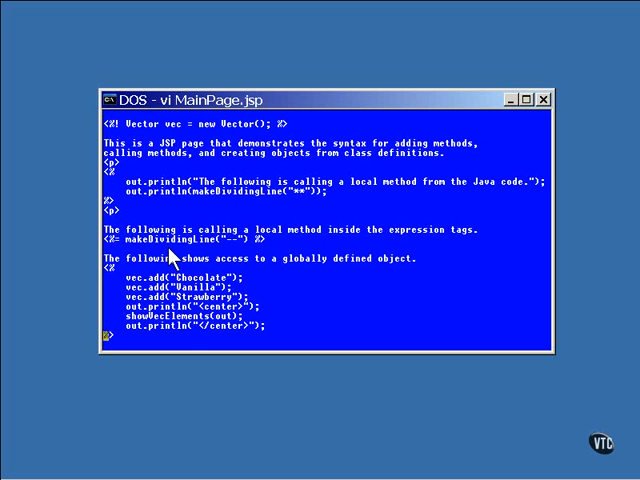 DOS - vi MainPage.jsp
<%! Vector vec = new Vector(); %>
This is a JSP page that demonstrates the syntax for adding methods,
calling methods, and creating objects from class definitions.
<p>
<%
out.println("The following is calling a local method from the Java code.");
out.println(makeDividingLine("**"));
%>
<p>
The following is calling a local method inside the expression tags.
<%= makeDividingLine("--") %>
The following shows access to a globally defined object.
<%
vec.add("Chocolate");
vec.add("Vanilla");
vec.add("Strawberry");
out.println("<center>");
showVecElements(out);
out.println("</center>");
%>
VTC